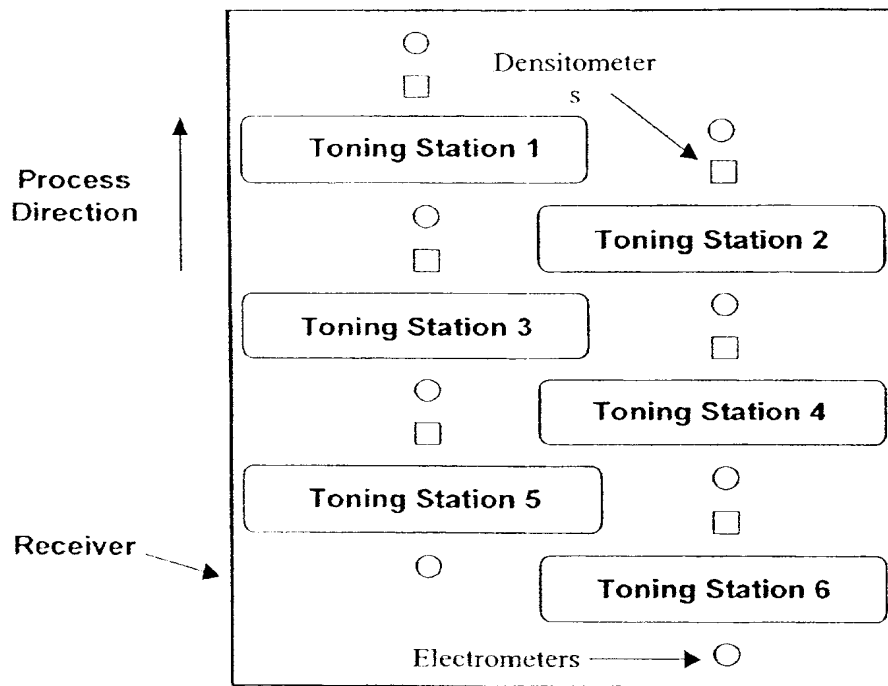 Densitometer
s
Toning Station 1
Process
Direction
Toning Station 2
Toning Station 3
Toning Station 4
Toning Station 5
Receiver
Toning Station 6
Electrometers